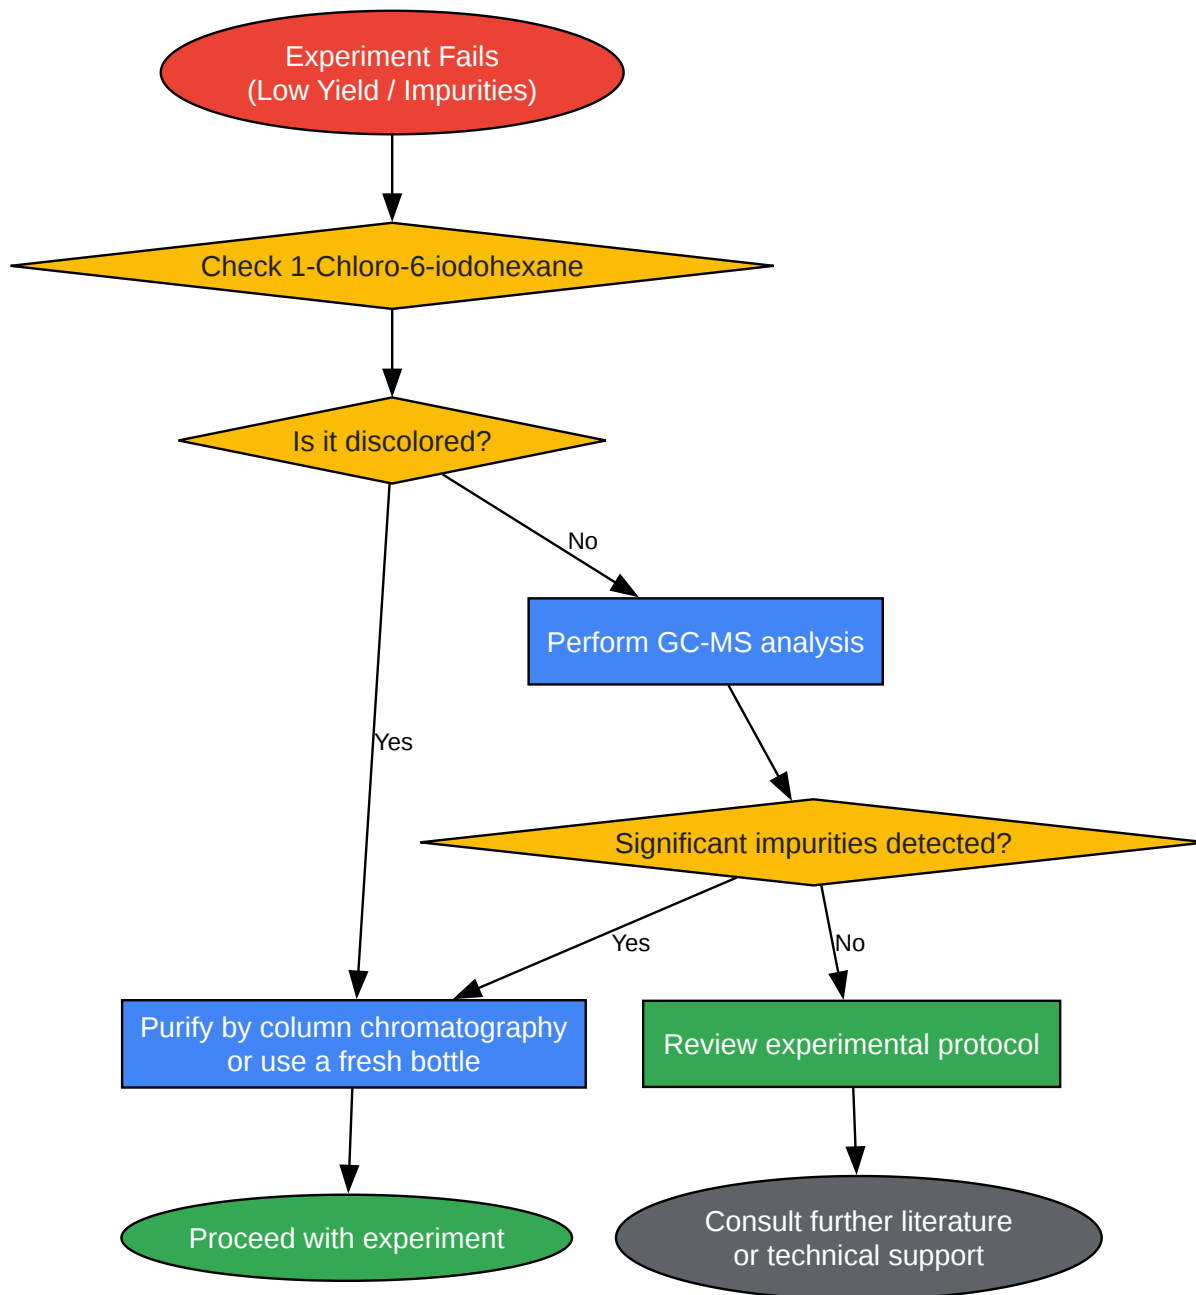 Experiment Fails
(Low Yield / Impurities)
Check 1-Chloro-6-iodohexane
Is it discolored?
No
Perform GC-MS analysis
Yes
Significant impurities detected?
Yes
No
Purify by column chromatography
or use a fresh bottle
Review experimental protocol
Proceed with experiment
Consult further literature
or technical support